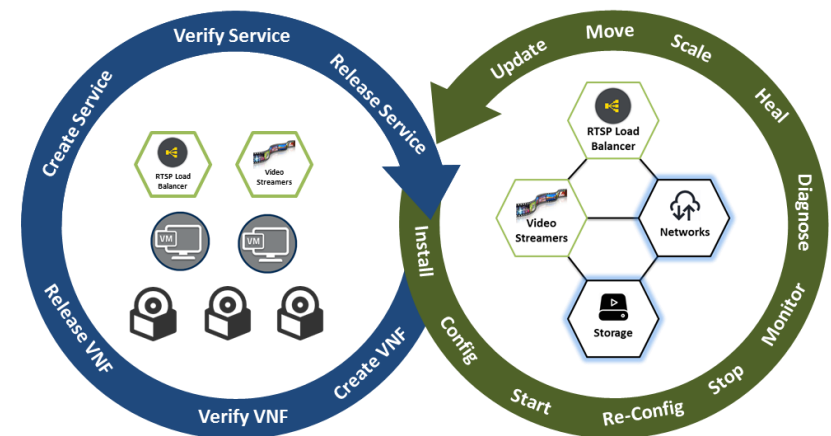 Verify Service
Release Service
Create Service
Release VNF
Verify VNF
Create VNF
RTSP Load
Balancer
Video
Streamers
VM
VM
Install
Config
Start
Re-Config
Stop
Monitor
Diagnose
Heal
Scale
Move
Update
RTSP Load
Balancer
Video
Streamers
Networks
Storage